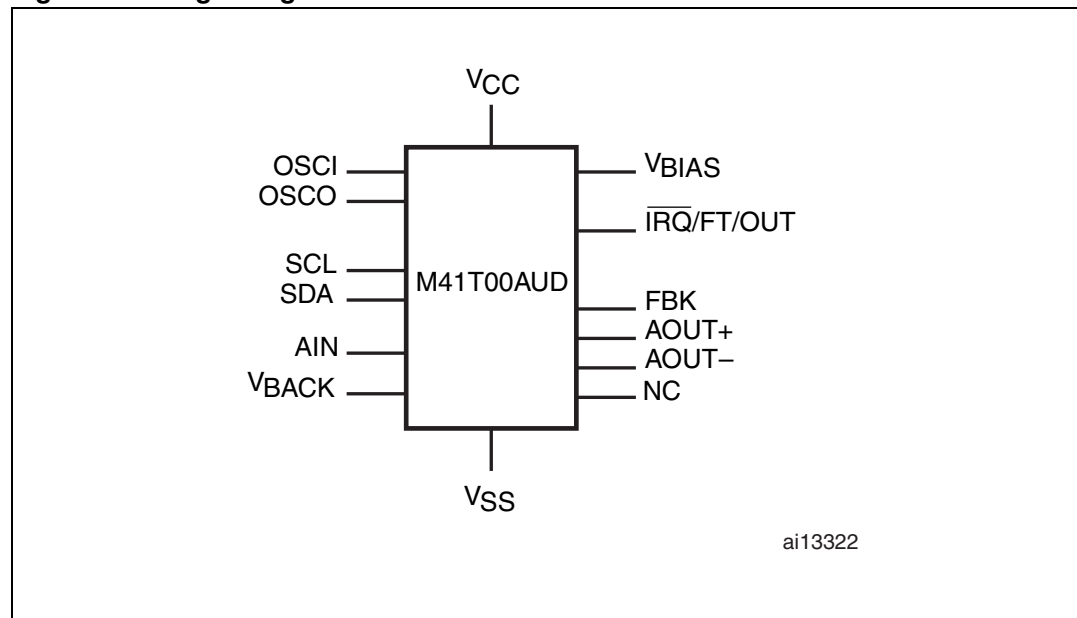 VCC
OSCI
OSCO
SCL
SDA
AIN
VBACK
M41T00AUD
VBIAS
IRQ/FT/OUT
FBK
AOUT+
AOUT–
NC
VSS
ai13322